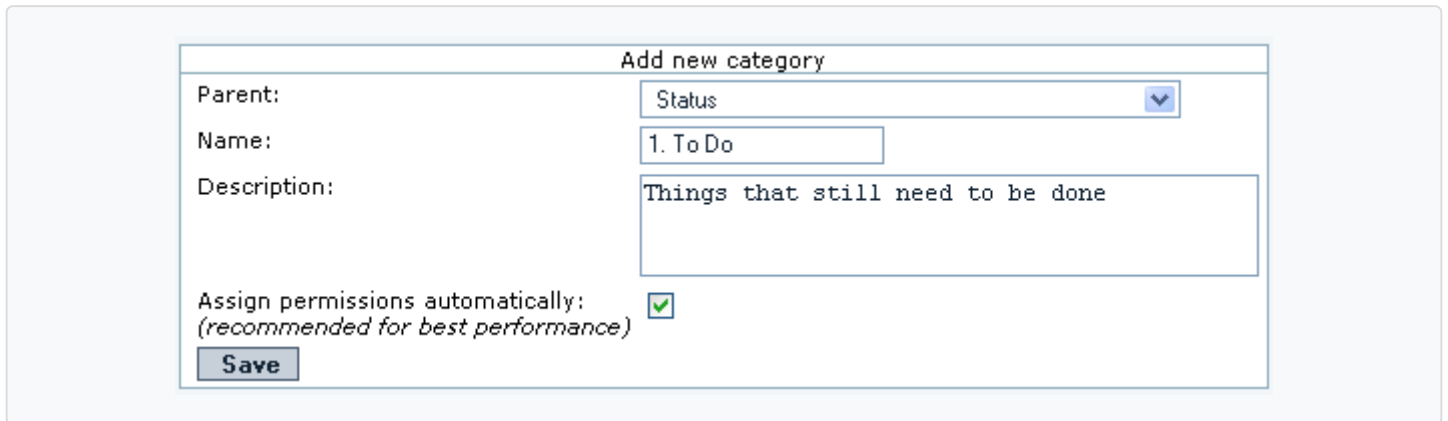 Add new category
Parent: Status
Name: 1. To Do
Description: Things that still need to be done
Assign permissions automatically:
(recommended for best performance)
Save